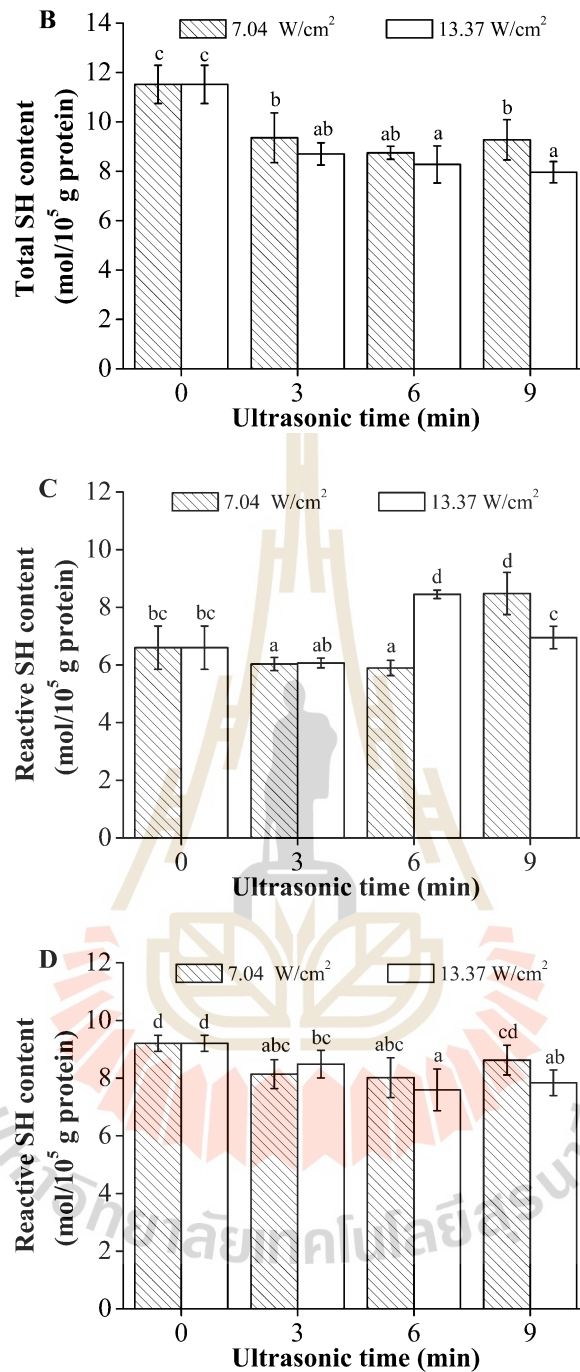 B
7.04 W/cm²
13.37 W/cm²
Total SH content
(mol/10⁵ g protein)
14
12
10
8
6
4
2
0
c
c
b
ab
ab
a
b
a
0
3
6
9
Ultrasonic time (min)
C
7.04 W/cm²
13.37 W/cm²
Reactive SH content
(mol/10⁵ g protein)
12
10
8
6
4
2
0
bc
bc
a
ab
a
d
d
c
0
3
6
9
Ultrasonic time (min)
D
7.04 W/cm²
13.37 W/cm²
Reactive SH content
(mol/10⁵ g protein)
12
10
8
6
4
2
0
d
d
abc
bc
abc
a
cd
ab
0
3
6
9
Ultrasonic time (min)